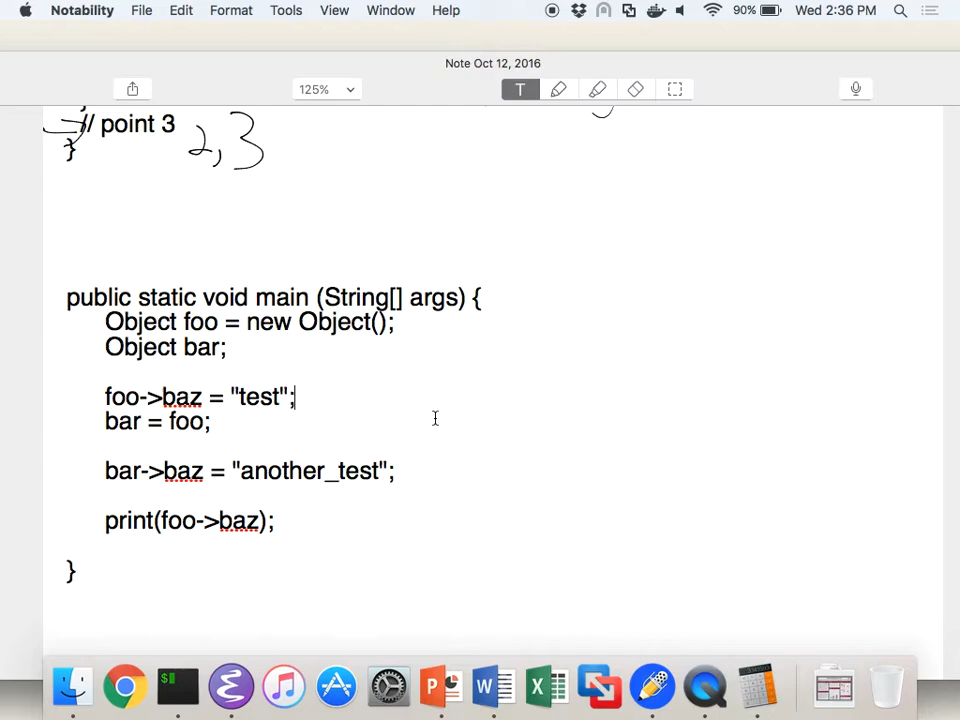 Notability File Edit Format Tools View Window Help 90% Wed 2:36 PM
Note Oct 12, 2016
125% T
// point 3
} 2, 3
public static void main (String[] args) {
Object foo = new Object();
Object bar;
foo->baz = "test";
bar = foo;
bar->baz = "another_test";
print(foo->baz);
}